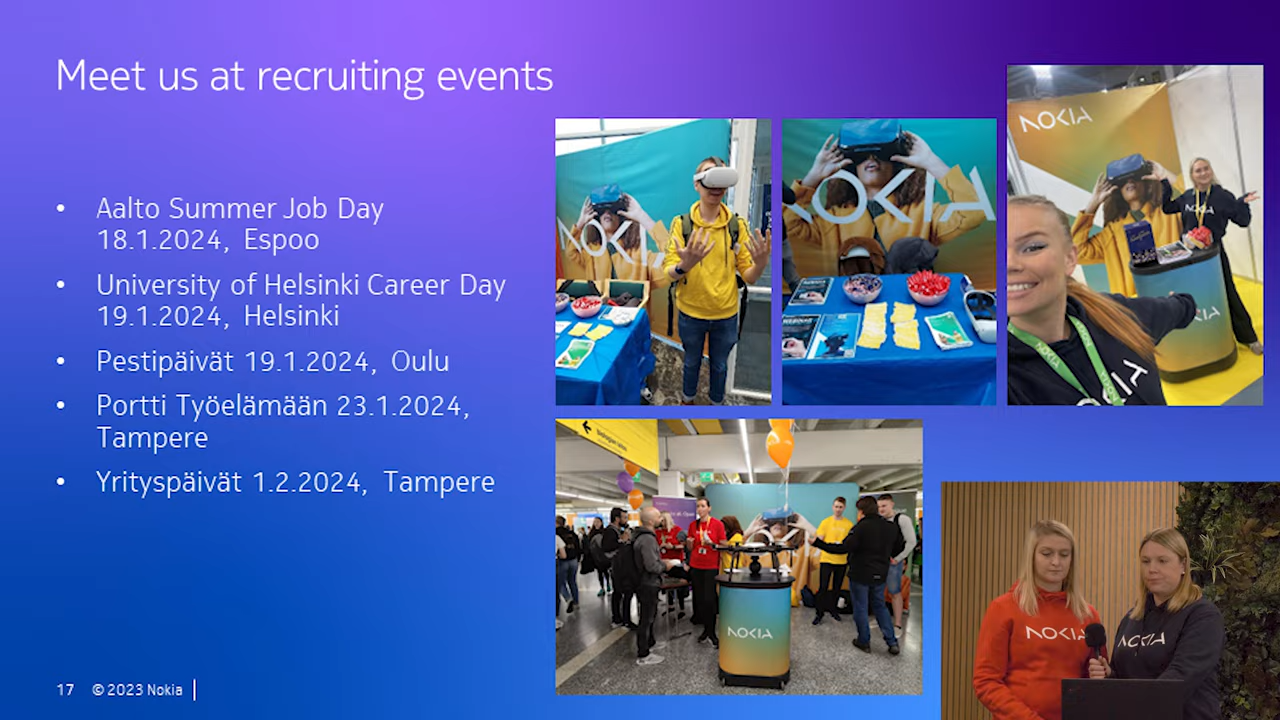 Meet us at recruiting events
• Aalto Summer Job Day
18.1.2024, Espoo
• University of Helsinki Career Day
19.1.2024, Helsinki
• Pestipäivät 19.1.2024, Oulu
• Portti Työelämään 23.1.2024,
Tampere
• Yrityspäivät 1.2.2024, Tampere
NOKIA
NOKIA
NOKIA
NOKIA
NOKIA
17 © 2023 Nokia